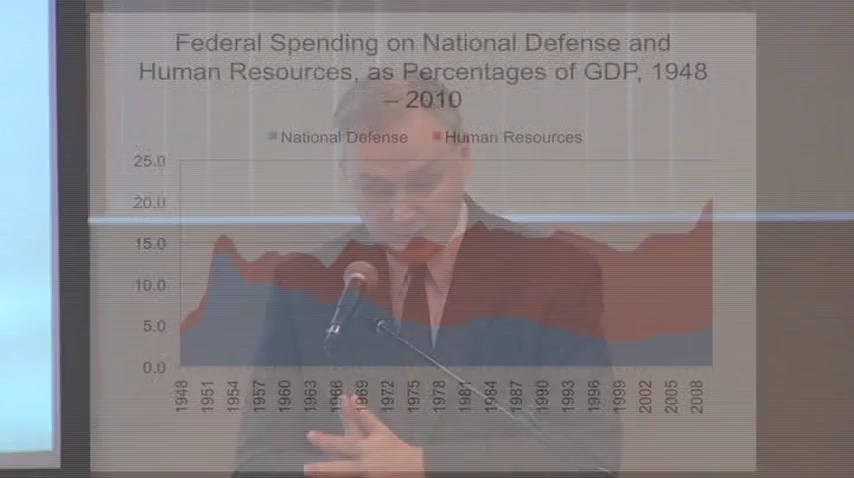 Federal Spending on National Defense and
Human Resources, as Percentages of GDP, 1948
– 2010
National Defense Human Resources
25.0
20.0
15.0
10.0
5.0
0.0
1948 1951 1954 1957 1960 1963 1966 1969 1972 1975 1978 1981 1984 1987 1990 1993 1996 1999 2002 2005 2008